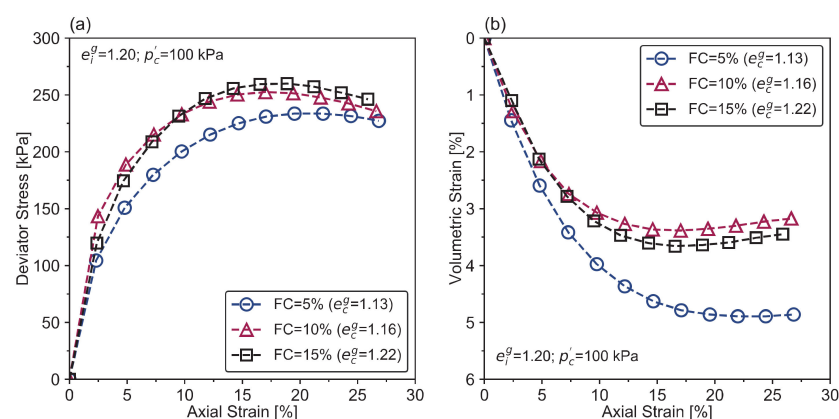 (a)
300
250
200
150
100
50
0
0
5
10
15
20
25
30
Deviator Stress [kPa]
Axial Strain [%]
e_i^g=1.20; p_c'=100 kPa
FC=5% (e_c^g=1.13)
FC=10% (e_c^g=1.16)
FC=15% (e_c^g=1.22)
(b)
0
1
2
3
4
5
6
0
5
10
15
20
25
30
Volumetric Strain [%]
Axial Strain [%]
FC=5% (e_c^g=1.13)
FC=10% (e_c^g=1.16)
FC=15% (e_c^g=1.22)
e_i^g=1.20; p_c'=100 kPa